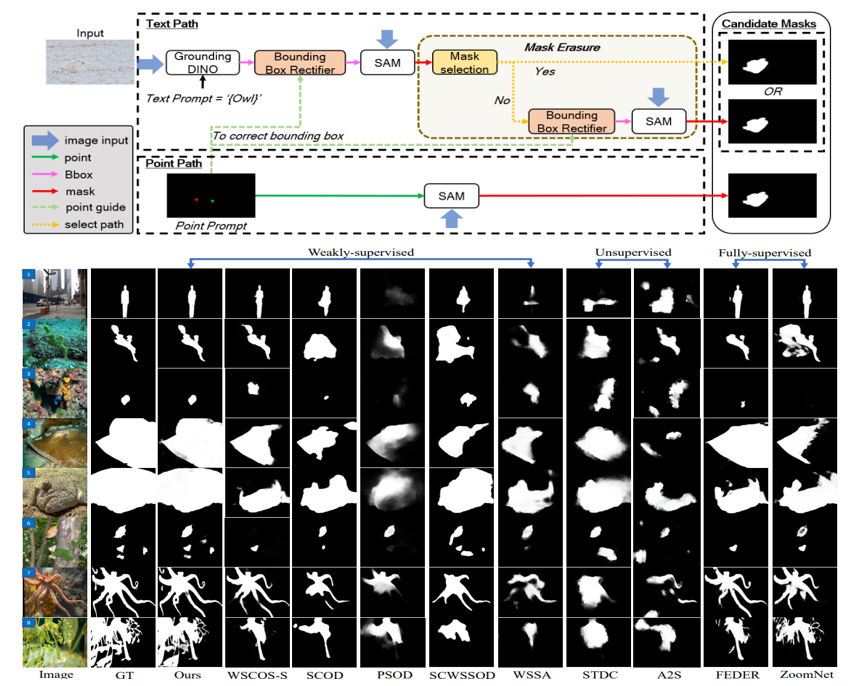 Text Path
Candidate Masks
Input
Mask Erasure
Grounding
DINO
Bounding
Box Rectifier
SAM
Mask
selection
Yes
OR
Text Prompt = '{Owl}'
No
Bounding
Box Rectifier
SAM
To correct bounding box
image input
point
Bbox
mask
point guide
select path
Point Path
SAM
Point Prompt
Weakly-supervised Unsupervised Fully-supervised
1
2
3
4
5
6
7
8
Image GT Ours WSCOS-S SCOD PSOD SCWSSOD WSSA STDC A2S FEDER ZoomNet